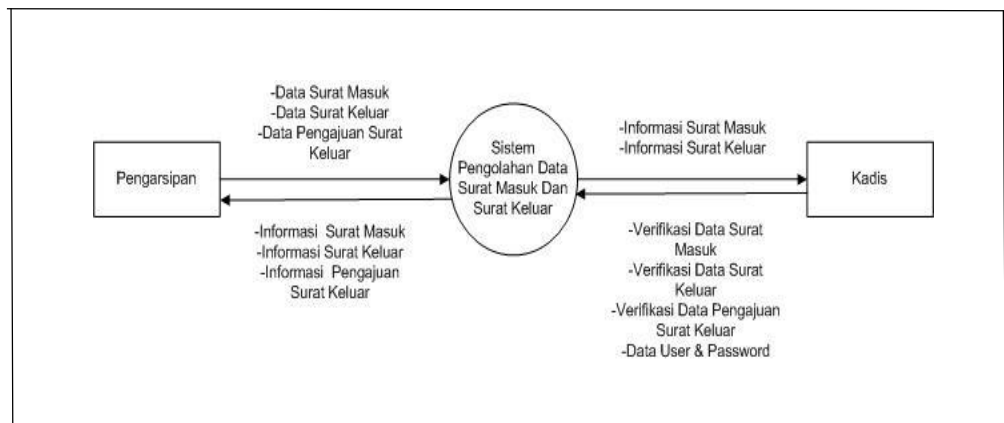 -Data Surat Masuk
-Data Surat Keluar
-Data Pengajuan Surat
Keluar
Pengarsipan
-Informasi Surat Masuk
-Informasi Surat Keluar
-Informasi Pengajuan
Surat Keluar
Sistem
Pengolahan Data
Surat Masuk Dan
Surat Keluar
-Informasi Surat Masuk
-Informasi Surat Keluar
Kadis
-Verifikasi Data Surat
Masuk
-Verifikasi Data Surat
Keluar
-Verifikasi Data Pengajuan
Surat Keluar
-Data User & Password